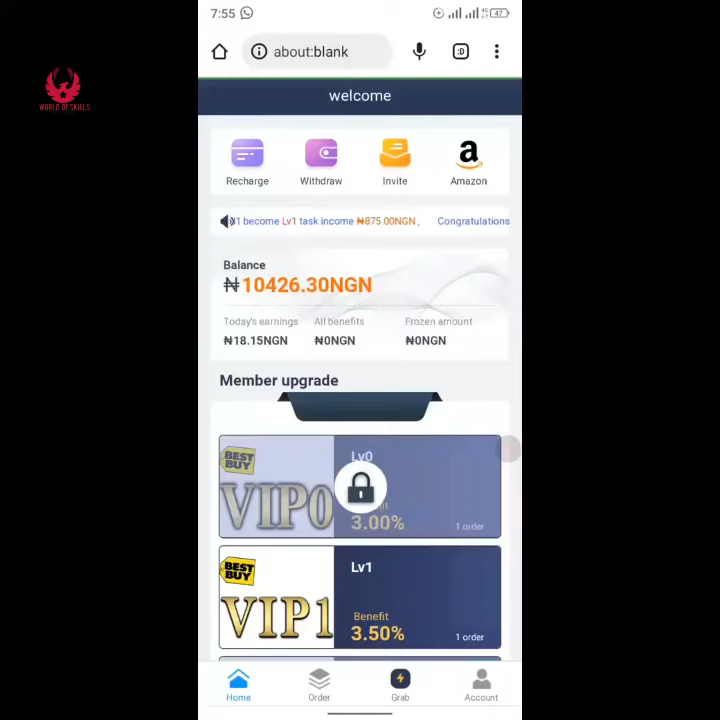 7:55
4G
47
about:blank
:D
WORLD OF SKILLS
welcome
Recharge
Withdraw
Invite
a
Amazon
1 become Lv1 task income ₦875.00NGN ,
Congratulations
Balance
₦10426.30NGN
Today's earnings
All benefits
Frozen amount
₦18.15NGN
₦0NGN
₦0NGN
Member upgrade
BEST BUY
VIP0
Lv0
3.00%
1 order
BEST BUY
VIP1
Lv1
Benefit
3.50%
1 order
Home
Order
Grab
Account